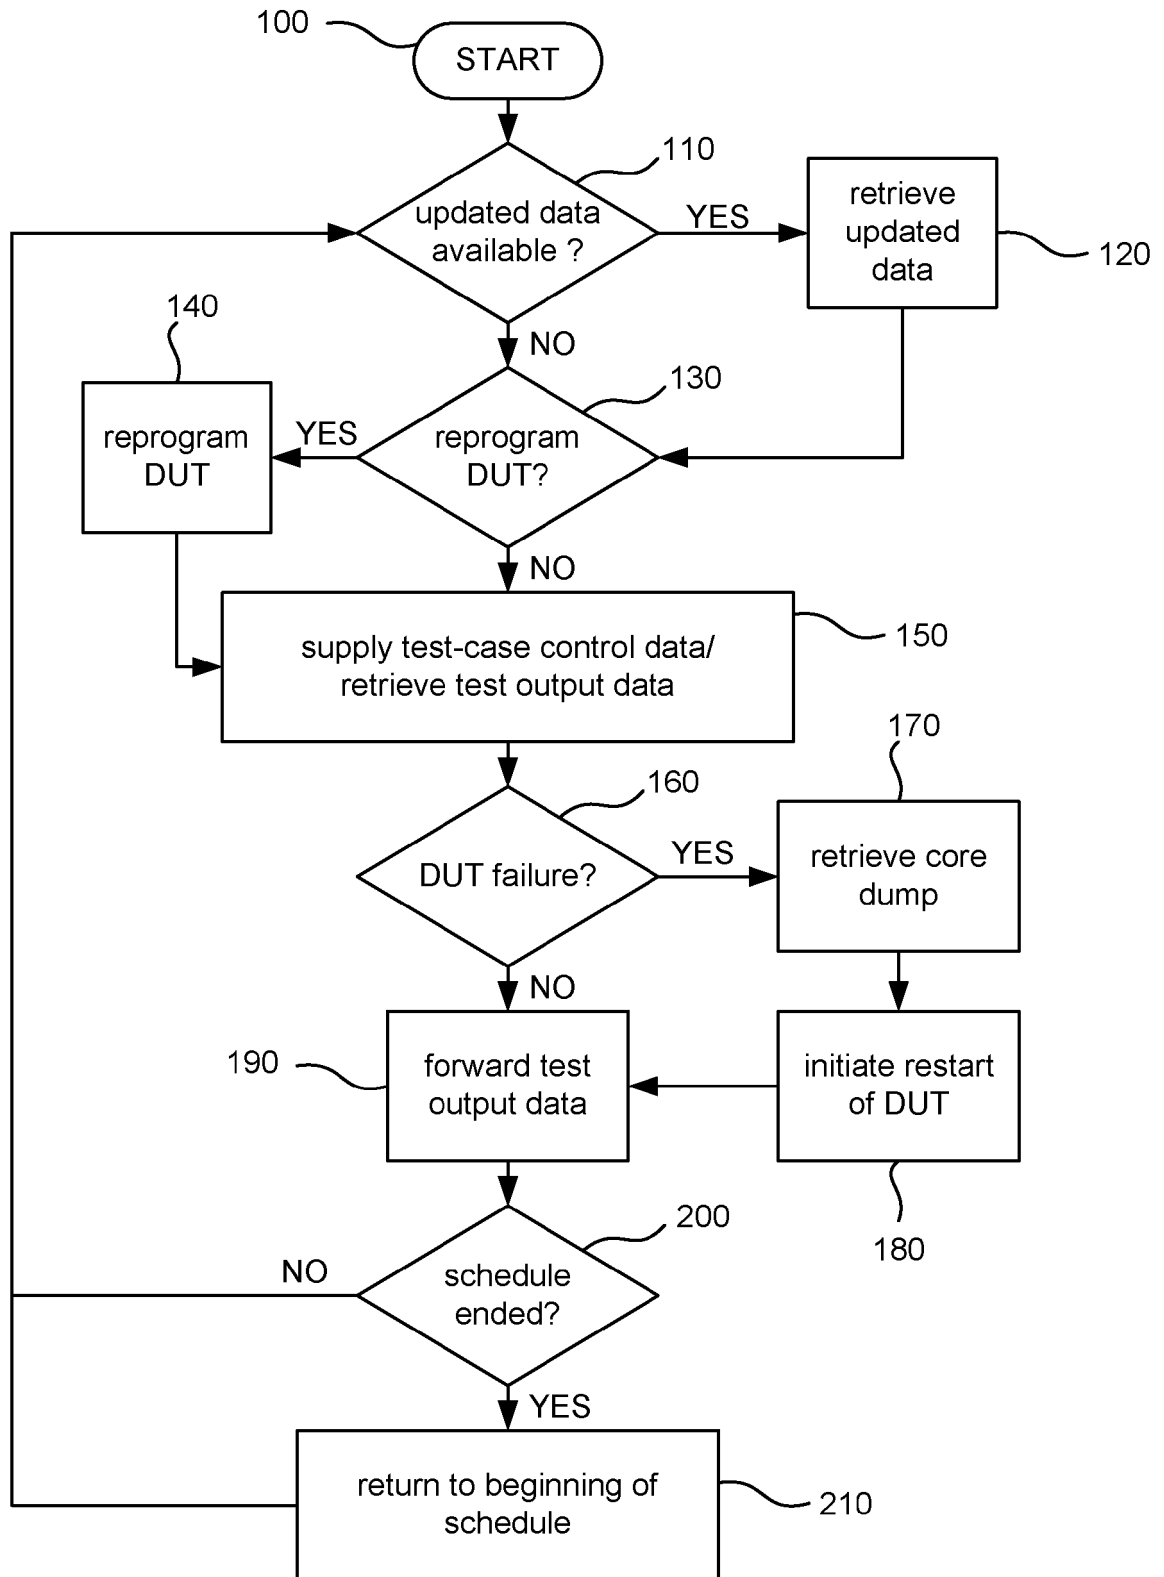 100
START
110
updated data
available ?
YES
retrieve
updated
data
120
NO
140
130
reprogram
DUT
YES
reprogram
DUT?
NO
150
supply test-case control data/
retrieve test output data
170
160
DUT failure?
YES
retrieve core
dump
NO
190
forward test
output data
initiate restart
of DUT
200
180
NO
schedule
ended?
YES
return to beginning of
schedule
210